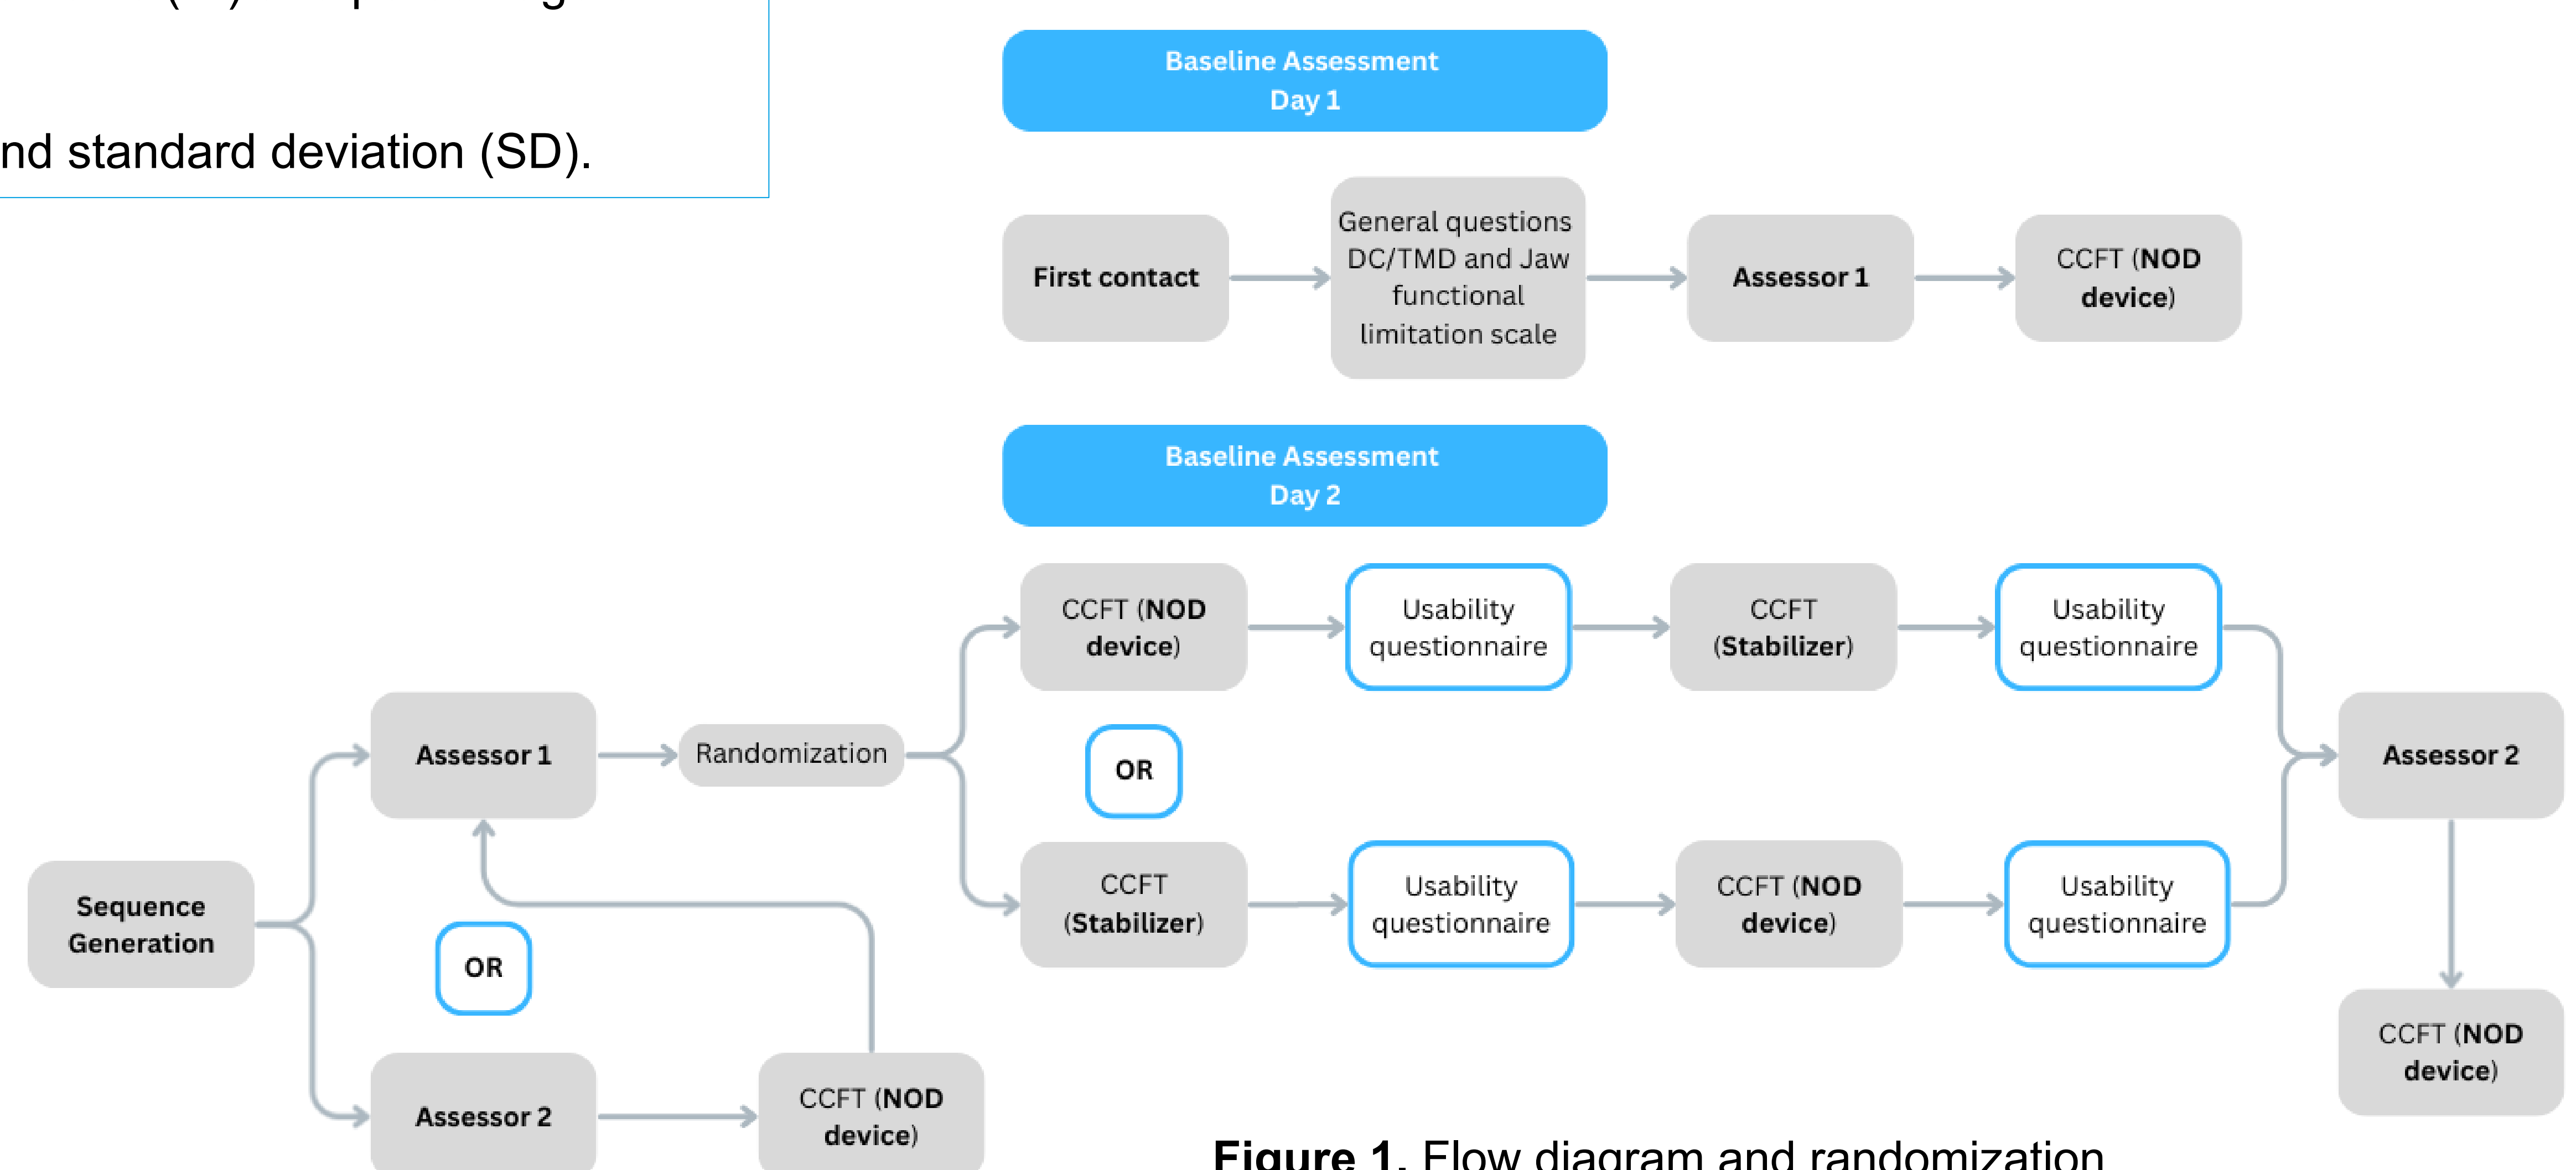 nd standard deviation (SD).
Baseline Assessment
Day 1
First contact
General questions
DC/TMD and Jaw
functional
limitation scale
Assessor 1
CCFT (NOD
device)
Baseline Assessment
Day 2
CCFT (NOD
device)
Usability
questionnaire
CCFT
(Stabilizer)
Usability
questionnaire
Assessor 1
Randomization
OR
Assessor 2
CCFT
(Stabilizer)
Usability
questionnaire
CCFT (NOD
device)
Usability
questionnaire
Sequence
Generation
OR
CCFT (NOD
device)
Assessor 2
CCFT (NOD
device)
Figure 1. Flow diagram and randomization